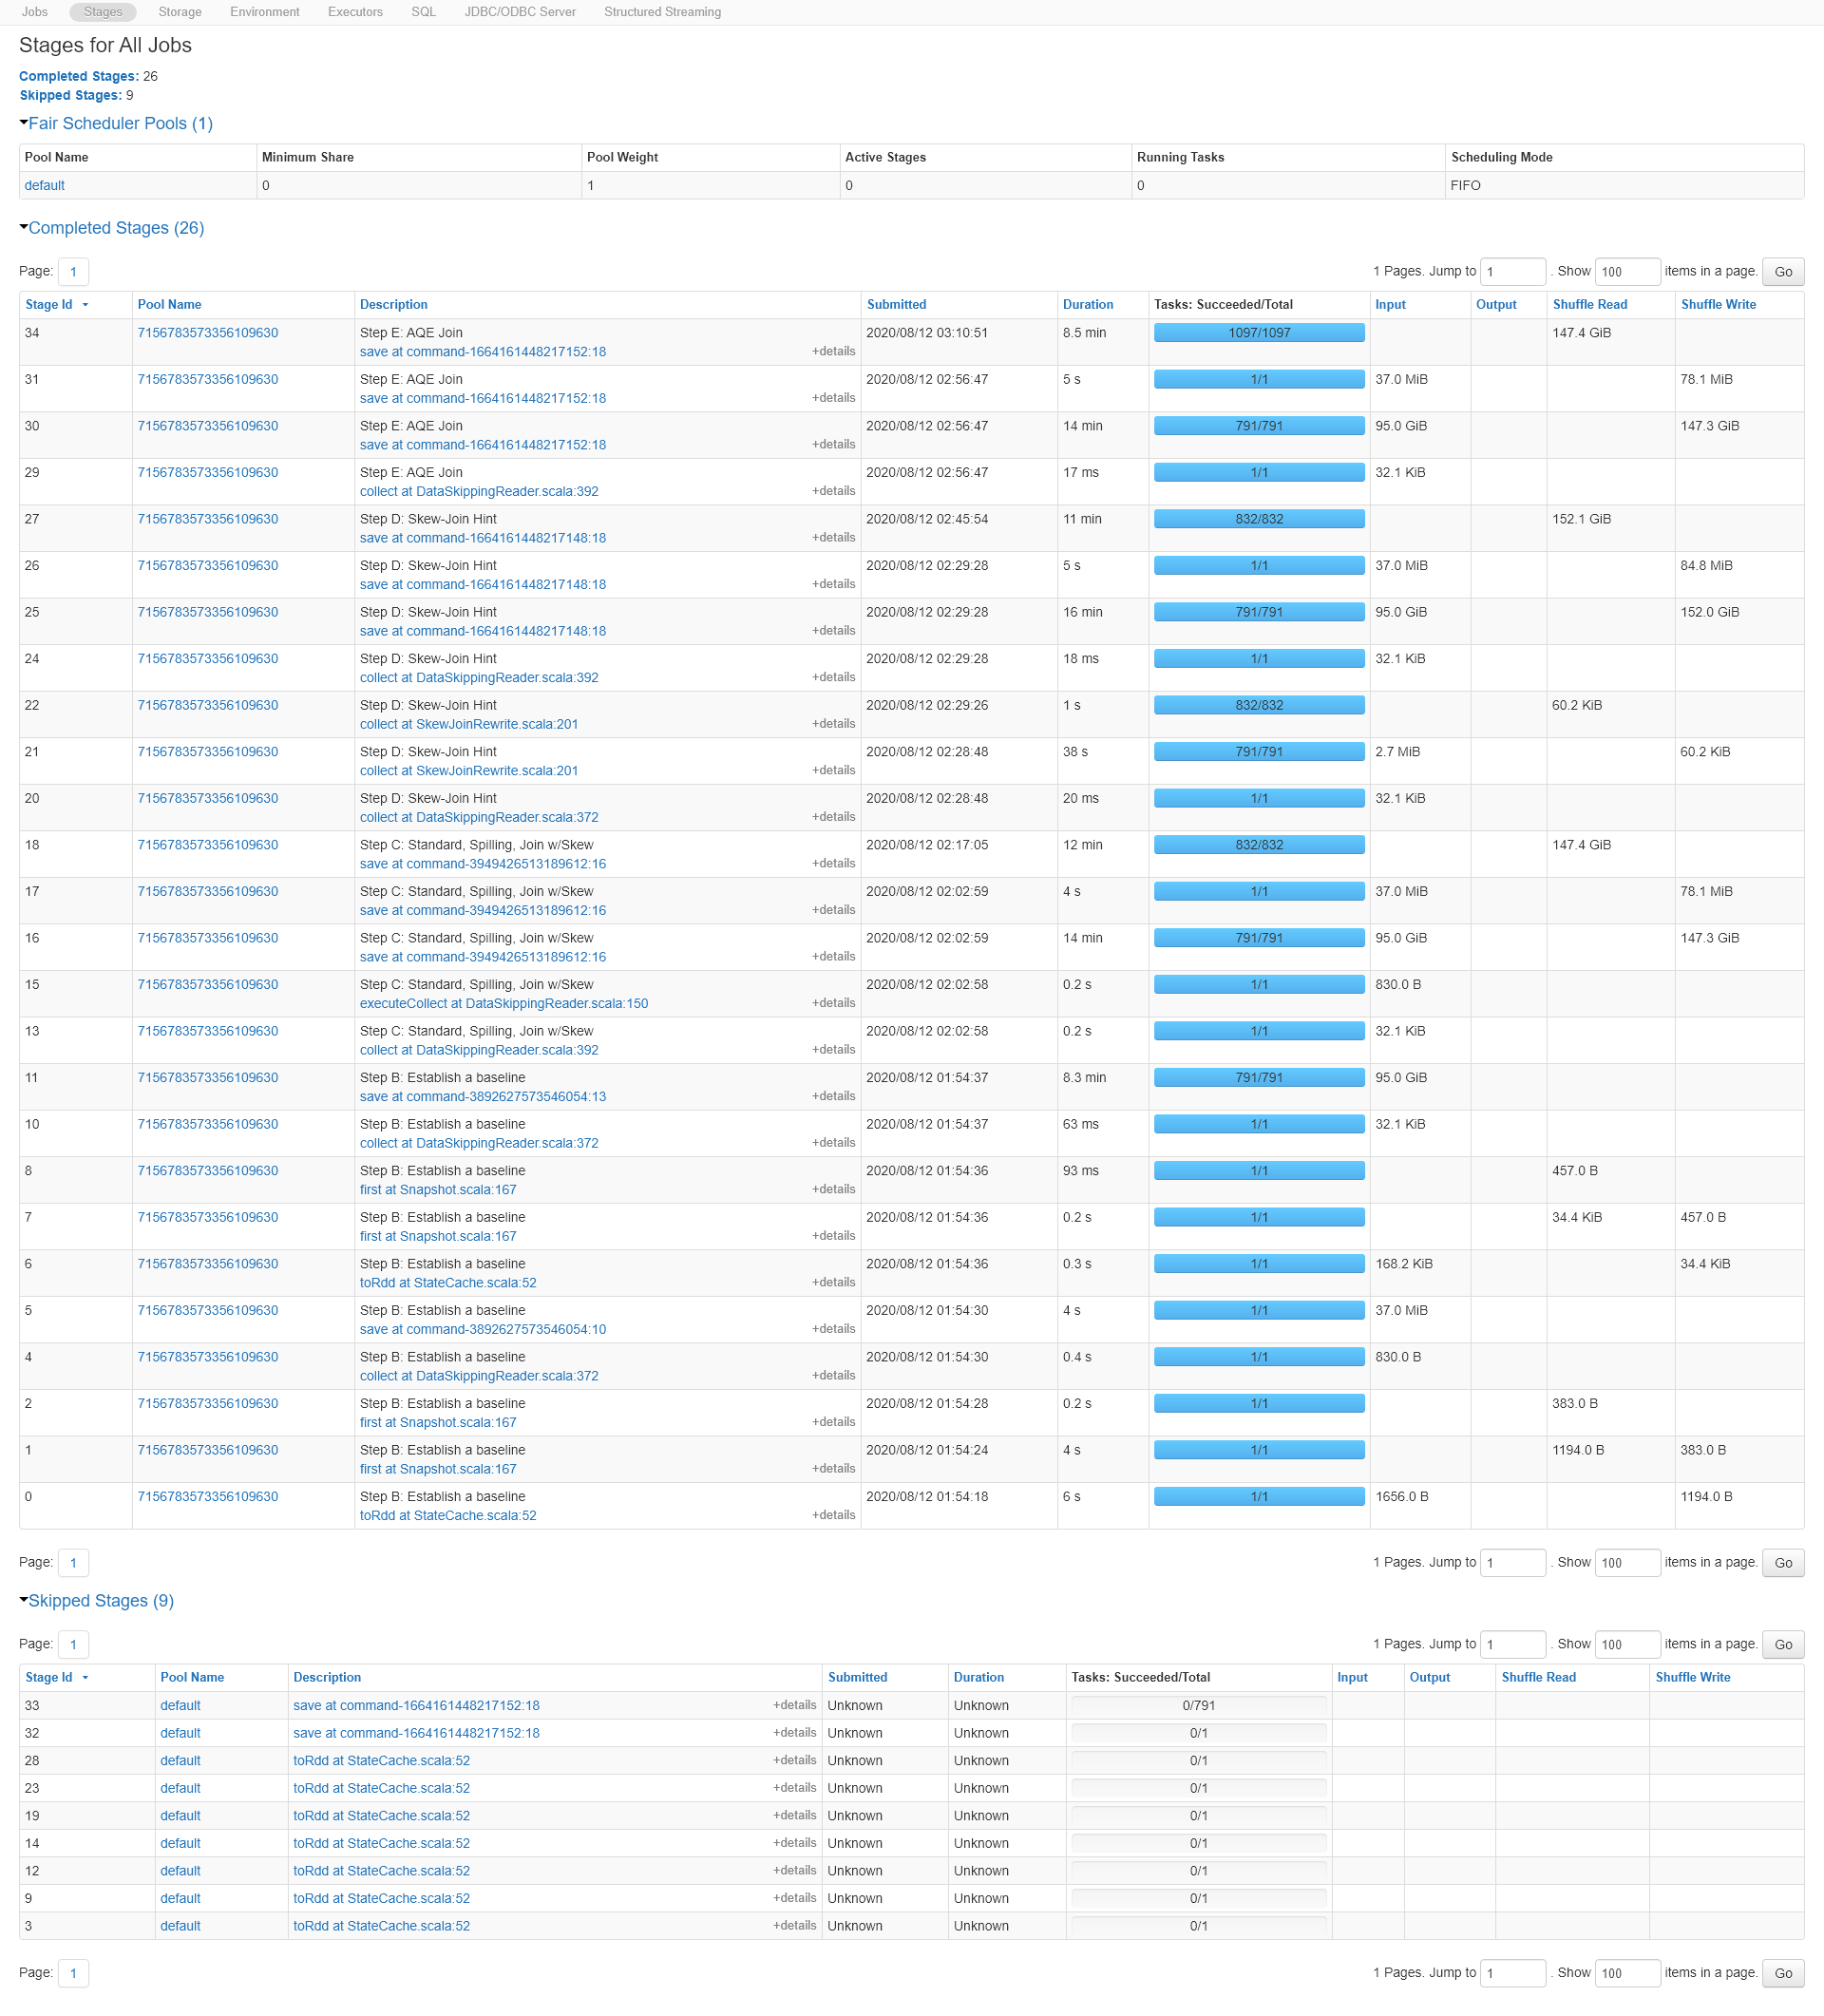 Jobs Stages Storage Environment Executors SQL JDBC/ODBC Server Structured Streaming
Stages for All Jobs
Completed Stages: 26
Skipped Stages: 9
Fair Scheduler Pools (1)
Pool Name Minimum Share Pool Weight Active Stages Running Tasks Scheduling Mode
default 0 1 0 0 FIFO
Completed Stages (26)
Page: 1 1 Pages. Jump to 1 . Show 100 items in a page. Go
Stage Id Pool Name Description Submitted Duration Tasks: Succeeded/Total Input Output Shuffle Read Shuffle Write
34 7156783573356109630 Step E: AQE Join 2020/08/12 03:10:51 8.5 min 1097/1097 147.4 GiB
save at command-1664161448217152:18 +details
31 7156783573356109630 Step E: AQE Join 2020/08/12 02:56:47 5 s 1/1 37.0 MiB 78.1 MiB
save at command-1664161448217152:18 +details
30 7156783573356109630 Step E: AQE Join 2020/08/12 02:56:47 14 min 791/791 95.0 GiB 147.3 GiB
save at command-1664161448217152:18 +details
29 7156783573356109630 Step E: AQE Join 2020/08/12 02:56:47 17 ms 1/1 32.1 KiB
collect at DataSkippingReader.scala:392 +details
27 7156783573356109630 Step D: Skew-Join Hint 2020/08/12 02:45:54 11 min 832/832 152.1 GiB
save at command-1664161448217148:18 +details
26 7156783573356109630 Step D: Skew-Join Hint 2020/08/12 02:29:28 5 s 1/1 37.0 MiB 84.8 MiB
save at command-1664161448217148:18 +details
25 7156783573356109630 Step D: Skew-Join Hint 2020/08/12 02:29:28 16 min 791/791 95.0 GiB 152.0 GiB
save at command-1664161448217148:18 +details
24 7156783573356109630 Step D: Skew-Join Hint 2020/08/12 02:29:28 18 ms 1/1 32.1 KiB
collect at DataSkippingReader.scala:392 +details
22 7156783573356109630 Step D: Skew-Join Hint 2020/08/12 02:29:26 1 s 832/832 60.2 KiB
collect at SkewJoinRewrite.scala:201 +details
21 7156783573356109630 Step D: Skew-Join Hint 2020/08/12 02:28:48 38 s 791/791 2.7 MiB 60.2 KiB
collect at SkewJoinRewrite.scala:201 +details
20 7156783573356109630 Step D: Skew-Join Hint 2020/08/12 02:28:48 20 ms 1/1 32.1 KiB
collect at DataSkippingReader.scala:372 +details
18 7156783573356109630 Step C: Standard, Spilling, Join w/Skew 2020/08/12 02:17:05 12 min 832/832 147.4 GiB
save at command-3949426513189612:16 +details
17 7156783573356109630 Step C: Standard, Spilling, Join w/Skew 2020/08/12 02:02:59 4 s 1/1 37.0 MiB 78.1 MiB
save at command-3949426513189612:16 +details
16 7156783573356109630 Step C: Standard, Spilling, Join w/Skew 2020/08/12 02:02:59 14 min 791/791 95.0 GiB 147.3 GiB
save at command-3949426513189612:16 +details
15 7156783573356109630 Step C: Standard, Spilling, Join w/Skew 2020/08/12 02:02:58 0.2 s 1/1 830.0 B
executeCollect at DataSkippingReader.scala:150 +details
13 7156783573356109630 Step C: Standard, Spilling, Join w/Skew 2020/08/12 02:02:58 0.2 s 1/1 32.1 KiB
collect at DataSkippingReader.scala:392 +details
11 7156783573356109630 Step B: Establish a baseline 2020/08/12 01:54:37 8.3 min 791/791 95.0 GiB
save at command-3892627573546054:13 +details
10 7156783573356109630 Step B: Establish a baseline 2020/08/12 01:54:37 63 ms 1/1 32.1 KiB
collect at DataSkippingReader.scala:372 +details
8 7156783573356109630 Step B: Establish a baseline 2020/08/12 01:54:36 93 ms 1/1 457.0 B
first at Snapshot.scala:167 +details
7 7156783573356109630 Step B: Establish a baseline 2020/08/12 01:54:36 0.2 s 1/1 34.4 KiB 457.0 B
first at Snapshot.scala:167 +details
6 7156783573356109630 Step B: Establish a baseline 2020/08/12 01:54:36 0.3 s 1/1 168.2 KiB 34.4 KiB
toRdd at StateCache.scala:52 +details
5 7156783573356109630 Step B: Establish a baseline 2020/08/12 01:54:30 4 s 1/1 37.0 MiB
save at command-3892627573546054:10 +details
4 7156783573356109630 Step B: Establish a baseline 2020/08/12 01:54:30 0.4 s 1/1 830.0 B
collect at DataSkippingReader.scala:372 +details
2 7156783573356109630 Step B: Establish a baseline 2020/08/12 01:54:28 0.2 s 1/1 383.0 B
first at Snapshot.scala:167 +details
1 7156783573356109630 Step B: Establish a baseline 2020/08/12 01:54:24 4 s 1/1 1194.0 B 383.0 B
first at Snapshot.scala:167 +details
0 7156783573356109630 Step B: Establish a baseline 2020/08/12 01:54:18 6 s 1/1 1656.0 B 1194.0 B
toRdd at StateCache.scala:52 +details
Page: 1 1 Pages. Jump to 1 . Show 100 items in a page. Go
Skipped Stages (9)
Page: 1 1 Pages. Jump to 1 . Show 100 items in a page. Go
Stage Id Pool Name Description Submitted Duration Tasks: Succeeded/Total Input Output Shuffle Read Shuffle Write
33 default save at command-1664161448217152:18 +details Unknown Unknown 0/791
32 default save at command-1664161448217152:18 +details Unknown Unknown 0/1
28 default toRdd at StateCache.scala:52 +details Unknown Unknown 0/1
23 default toRdd at StateCache.scala:52 +details Unknown Unknown 0/1
19 default toRdd at StateCache.scala:52 +details Unknown Unknown 0/1
14 default toRdd at StateCache.scala:52 +details Unknown Unknown 0/1
12 default toRdd at StateCache.scala:52 +details Unknown Unknown 0/1
9 default toRdd at StateCache.scala:52 +details Unknown Unknown 0/1
3 default toRdd at StateCache.scala:52 +details Unknown Unknown 0/1
Page: 1 1 Pages. Jump to 1 . Show 100 items in a page. Go